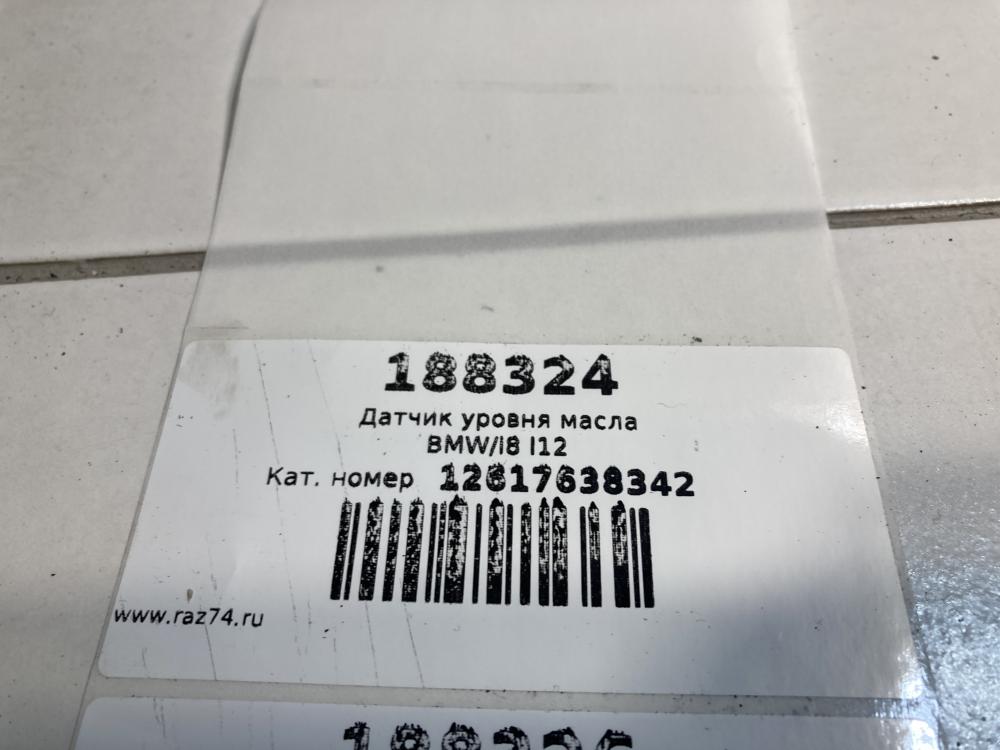 188324
Датчик уровня масла
BMW/I8 I12
Кат. номер 12617638342
www.raz74.ru